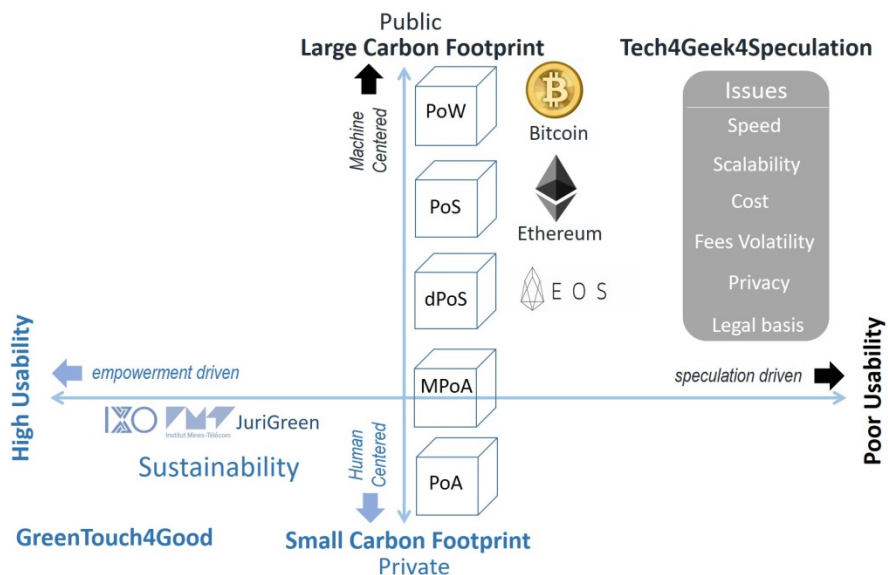 Public
Large Carbon Footprint
Tech4Geek4Speculation
Machine
Centered
PoW
Bitcoin
PoS
Ethereum
dPoS
E O S
Issues
Speed
Scalability
Cost
Fees Volatility
Privacy
Legal basis
High Usability
empowerment driven
MPoA
speculation driven
Poor Usability
IXO
Institut Mines-Télécom
JuriGreen
Sustainability
Human
Centered
PoA
GreenTouch4Good
Small Carbon Footprint
Private